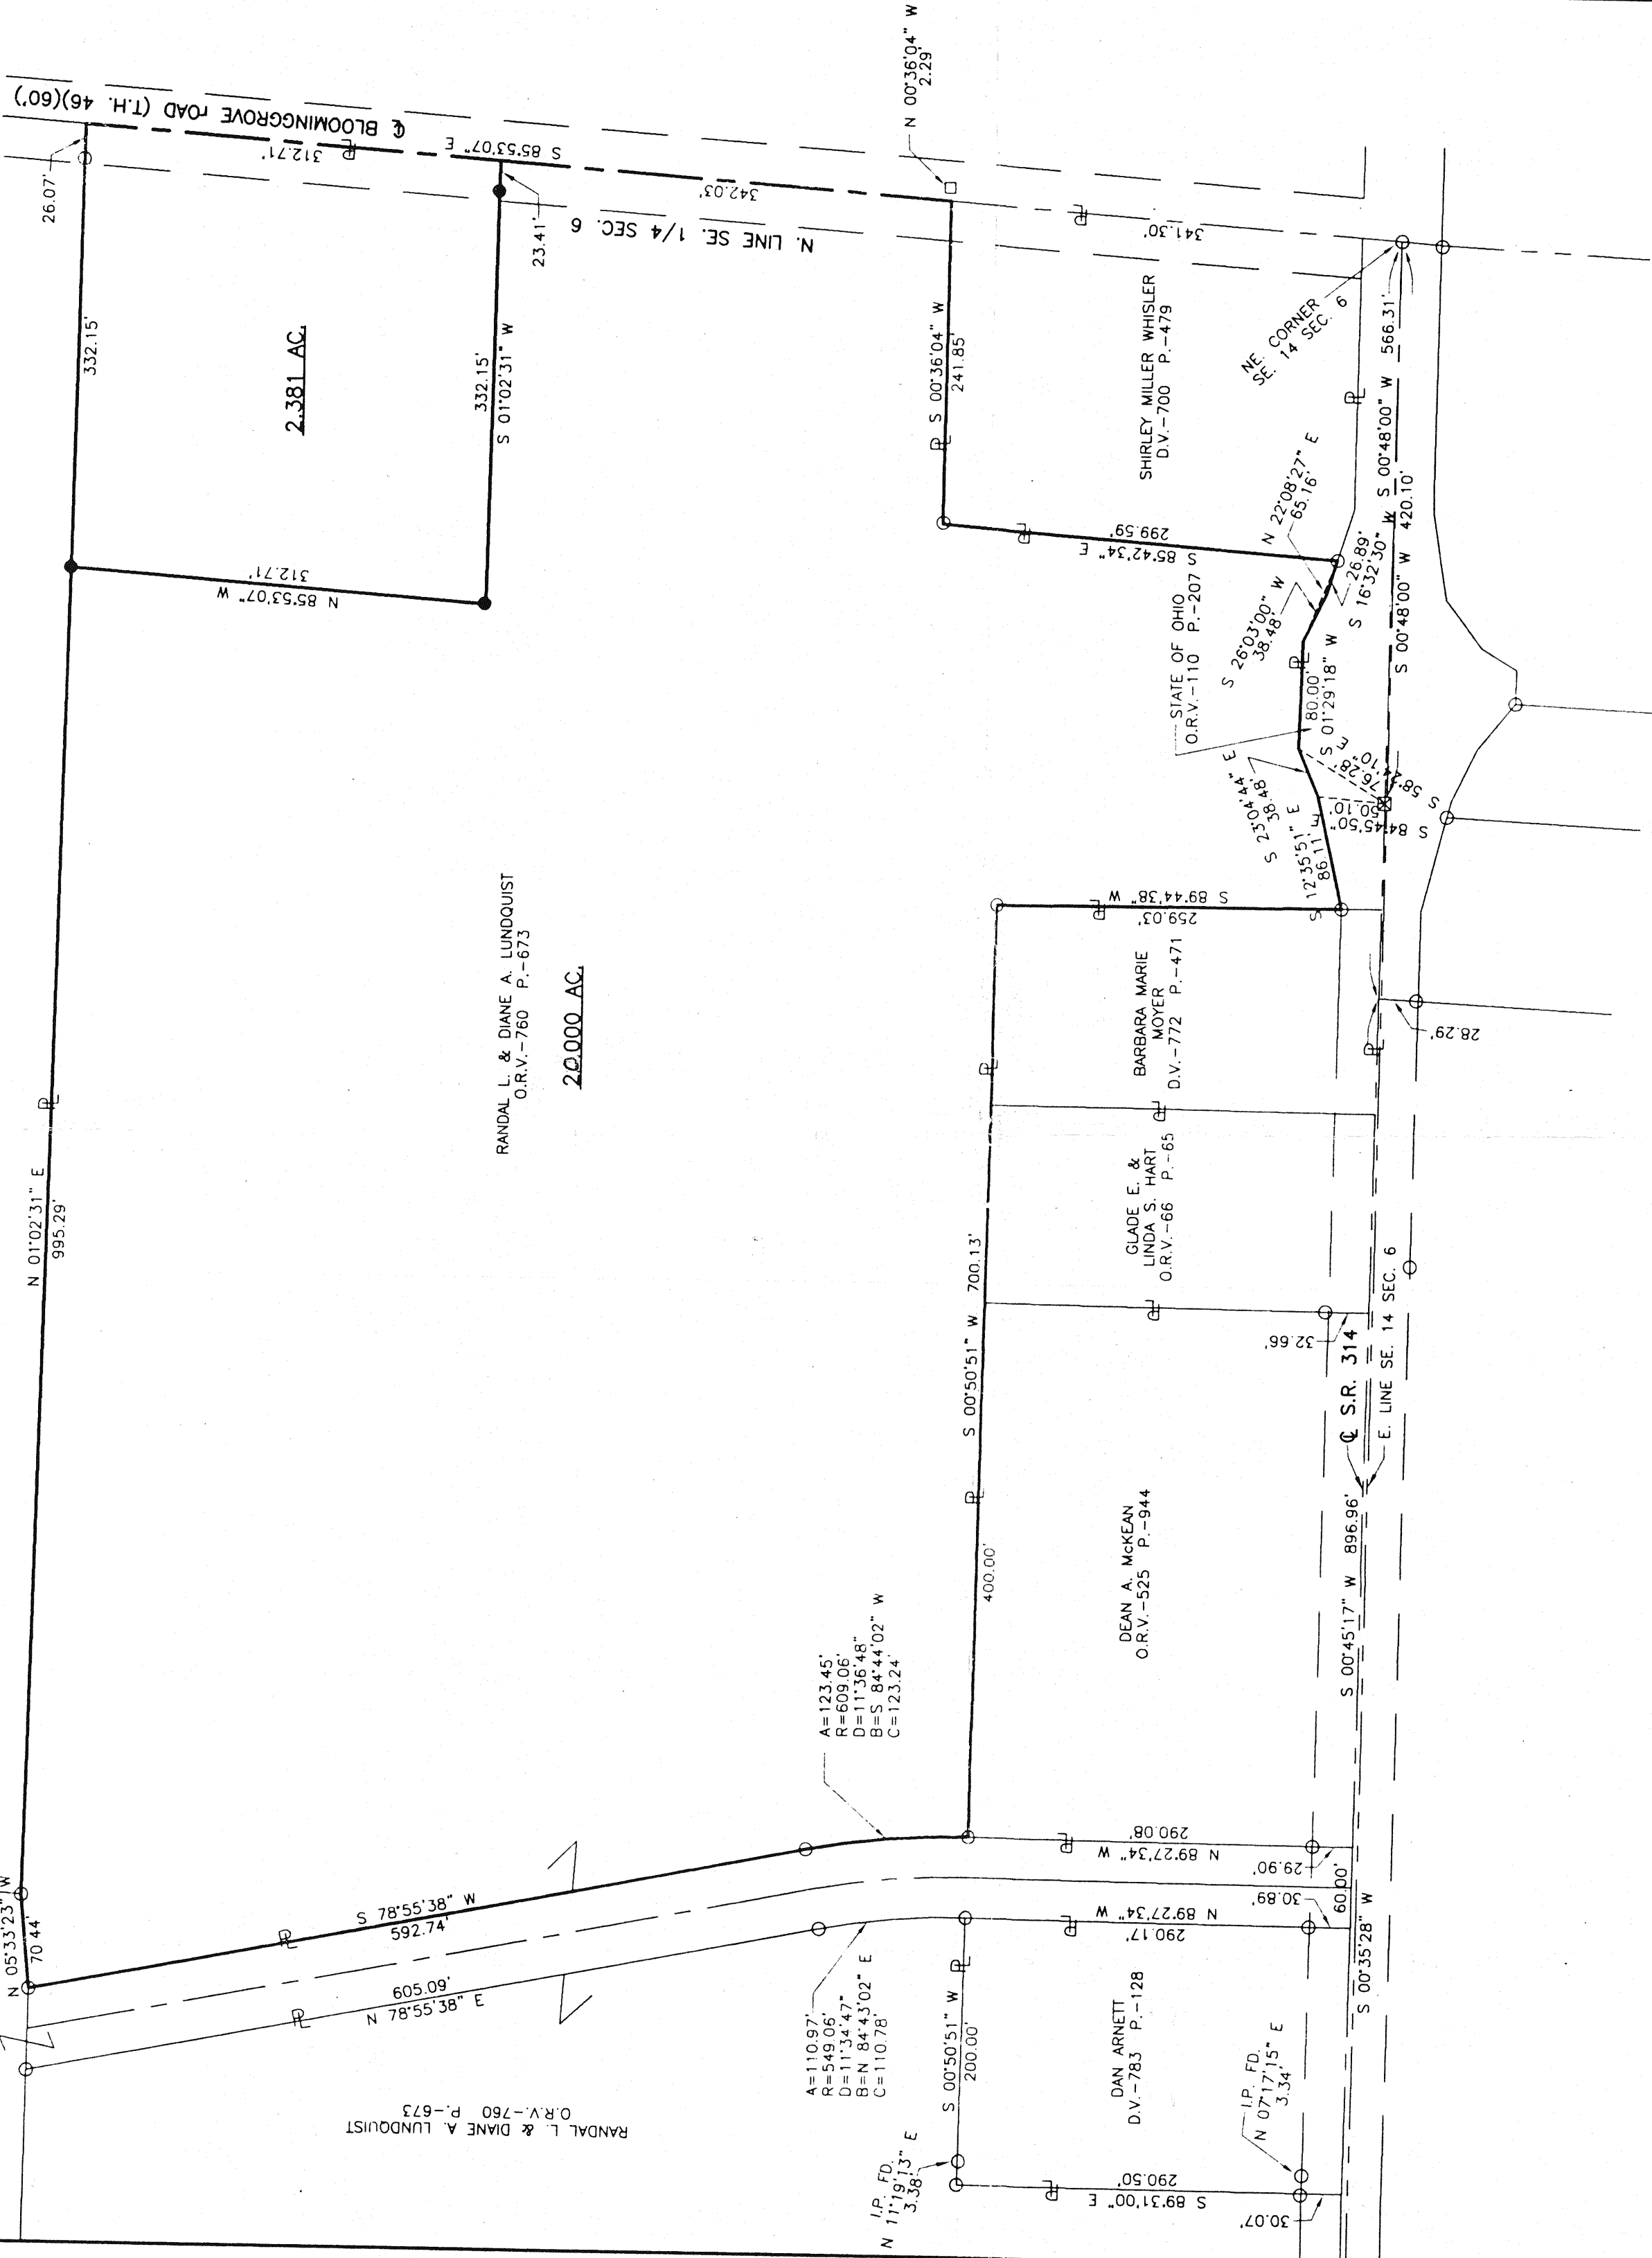 N 00°36'04" W
2.29'
℄ BLOOMINGGROVE rOAD (T.H. 46)(60')
26.07'
312.71'
S 85°53'07" E
342.03'
N. LINE SE. 1/4 SEC. 6
23.41'
341.30'
332.15'
2.381 AC.
332.15'
S 01°02'31" W
312.71'
N 85°53'07" W
S 00°36'04" W
241.85'
SHIRLEY MILLER WHISLER
D.V.-700 P.-479
NE. CORNER
SE. 14 SEC. 6
566.31'
S 00°48'00" W
N 22°08'27" E
65.16'
299.59'
S 85°42'34" E
S 16°32'30" W
26.89'
S 00°48'00" W 420.10'
STATE OF OHIO
O.R.V.-110 P.-207
S 26°03'00" W
38.48'
80.00'
S 01°29'18" W
76.28'
S 58°24'10" E
S 23°04'44" E
38.48'
50.10'
S 84°45'50" E
S 12°35'51" E
86.11'
259.03'
S 89°44'38" W
RANDAL L. & DIANE A. LUNDQUIST
O.R.V.-760 P.-673
20.000 AC.
BARBARA MARIE
MOYER
D.V.-772 P.-471
28.29'
N 01°02'31" E
995.29'
GLADE E. &
LINDA S. HART
O.R.V.-66 P.-65
S 00°50'51" W 700.13'
32.66'
℄ S.R. 314
E. LINE SE. 14 SEC. 6
400.00'
DEAN A. McKEAN
O.R.V.-525 P.-944
S 00°45'17" W 896.96'
A=123.45'
R=609.06'
D=11°36'48"
B=S 84°44'02" W
C=123.24'
290.08'
N 89°27'34" W
29.90'
60.00'
30.89'
N 89°27'34" W
290.17'
S 00°35'28" W
N 05°33'23" W
70.44'
S 78°55'38" W
592.74'
605.09'
N 78°55'38" E
A=110.97'
R=549.06'
D=11°34'47"
B=N 84°43'02" E
C=110.78'
S 00°50'51" W
200.00'
DAN ARNETT
D.V.-783 P.-128
RANDAL L. & DIANE A. LUNDQUIST
O.R.V.-760 P.-673
I.P. FD.
N 11°19'13" E
3.38'
I.P. FD.
N 07°17'15" E
3.34'
290.50'
S 89°31'00" E
30.07'